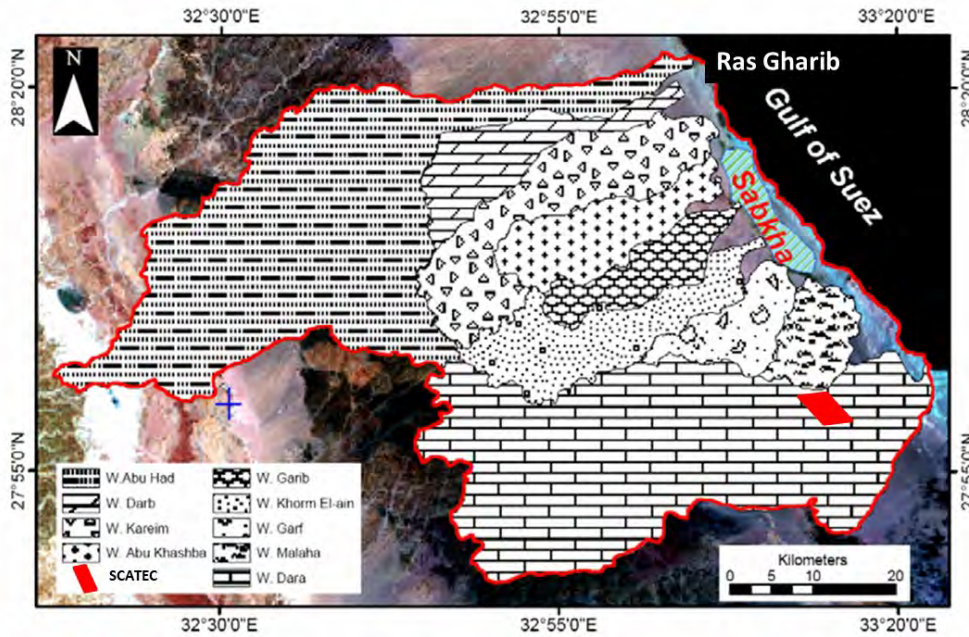 32°30'0"E 32°55'0"E 33°20'0"E
28°20'0"N
28°20'0"N
N
Ras Gharib
Gulf of Suez
Sabkha
27°55'0"N
27°55'0"N
W.Abu Had
W. Darb
W. Kareim
W. Abu Khashba
SCATEC
W. Garib
W. Khorm El-ain
W. Garf
W. Malaha
W. Dara
Kilometers
0 5 10 20
32°30'0"E 32°55'0"E 33°20'0"E